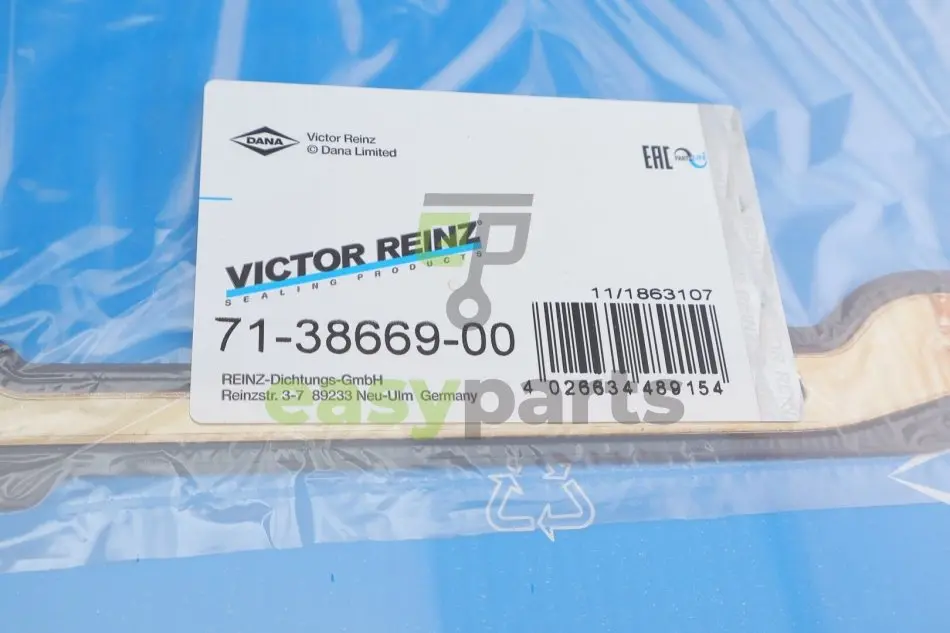 DANA
Victor Reinz
© Dana Limited
EAC
VICTOR REINZ®
SEALING PRODUCTS
11/1863107
71-38669-00
4 026634 489154
REINZ-Dichtungs-GmbH
Reinzstr. 3-7 89233 Neu-Ulm Germany
easyparts